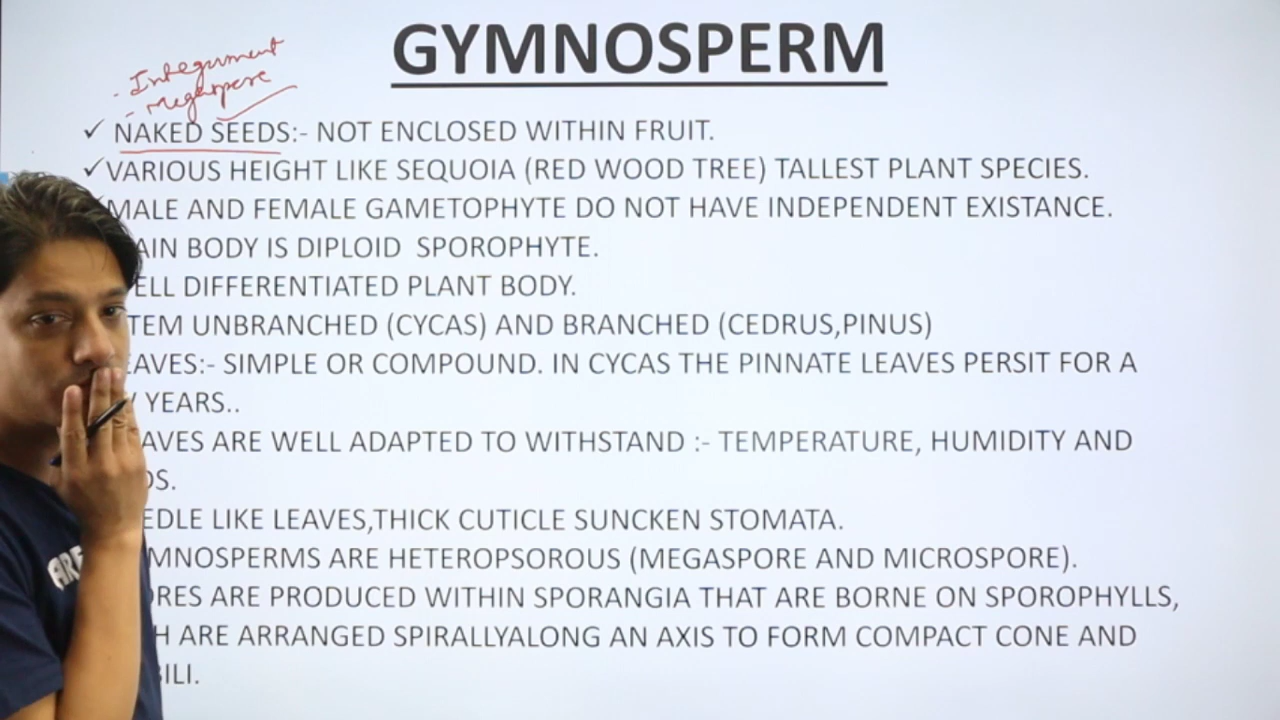 GYMNOSPERM
- Integument
- Megaspore
✓ NAKED SEEDS:- NOT ENCLOSED WITHIN FRUIT.
✓ VARIOUS HEIGHT LIKE SEQUOIA (RED WOOD TREE) TALLEST PLANT SPECIES.
MALE AND FEMALE GAMETOPHYTE DO NOT HAVE INDEPENDENT EXISTANCE.
AIN BODY IS DIPLOID SPOROPHYTE.
ELL DIFFERENTIATED PLANT BODY.
TEM UNBRANCHED (CYCAS) AND BRANCHED (CEDRUS,PINUS)
EAVES:- SIMPLE OR COMPOUND. IN CYCAS THE PINNATE LEAVES PERSIT FOR A
YEARS..
AVES ARE WELL ADAPTED TO WITHSTAND :- TEMPERATURE, HUMIDITY AND
DS.
EDLE LIKE LEAVES,THICK CUTICLE SUNCKEN STOMATA.
MNOSPERMS ARE HETEROPSOROUS (MEGASPORE AND MICROSPORE).
ORES ARE PRODUCED WITHIN SPORANGIA THAT ARE BORNE ON SPOROPHYLLS,
H ARE ARRANGED SPIRALLYALONG AN AXIS TO FORM COMPACT CONE AND
BILI.